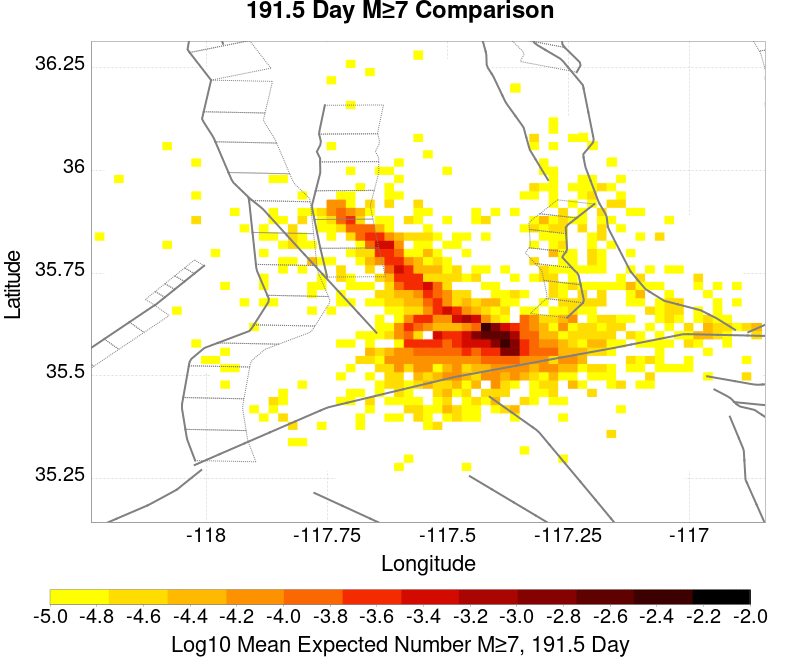 191.5 Day M≥7 Comparison
36.25
36
35.75
35.5
35.25
Latitude
-118 -117.75 -117.5 -117.25 -117
Longitude
-5.0 -4.8 -4.6 -4.4 -4.2 -4.0 -3.8 -3.6 -3.4 -3.2 -3.0 -2.8 -2.6 -2.4 -2.2 -2.0
Log10 Mean Expected Number M≥7, 191.5 Day